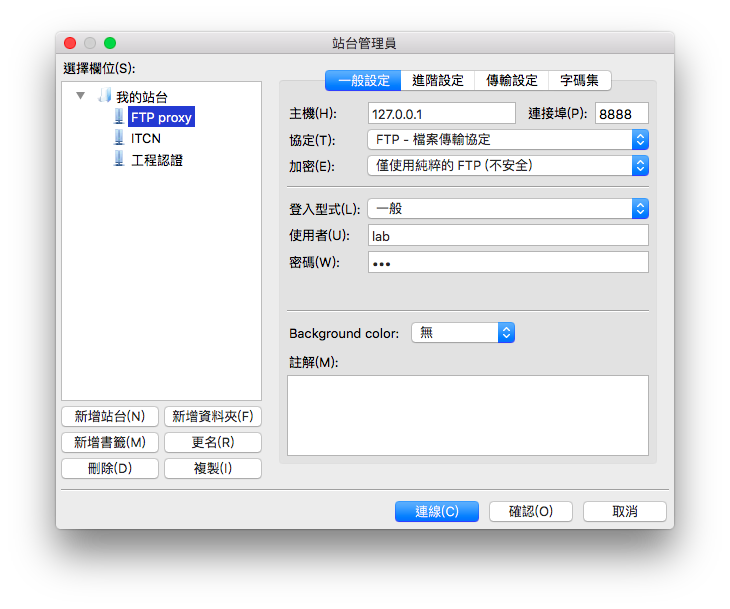 站台管理員
選擇欄位(S):
我的站台
FTP proxy
ITCN
工程認證
新增站台(N) 新增資料夾(F)
新增書籤(M) 更名(R)
刪除(D) 複製(I)
一般設定 進階設定 傳輸設定 字碼集
主機(H): 127.0.0.1 連接埠(P): 8888
協定(T): FTP - 檔案傳輸協定
加密(E): 僅使用純粹的 FTP (不安全)
登入型式(L): 一般
使用者(U): lab
密碼(W): •••
Background color: 無
註解(M):
連線(C) 確認(O) 取消